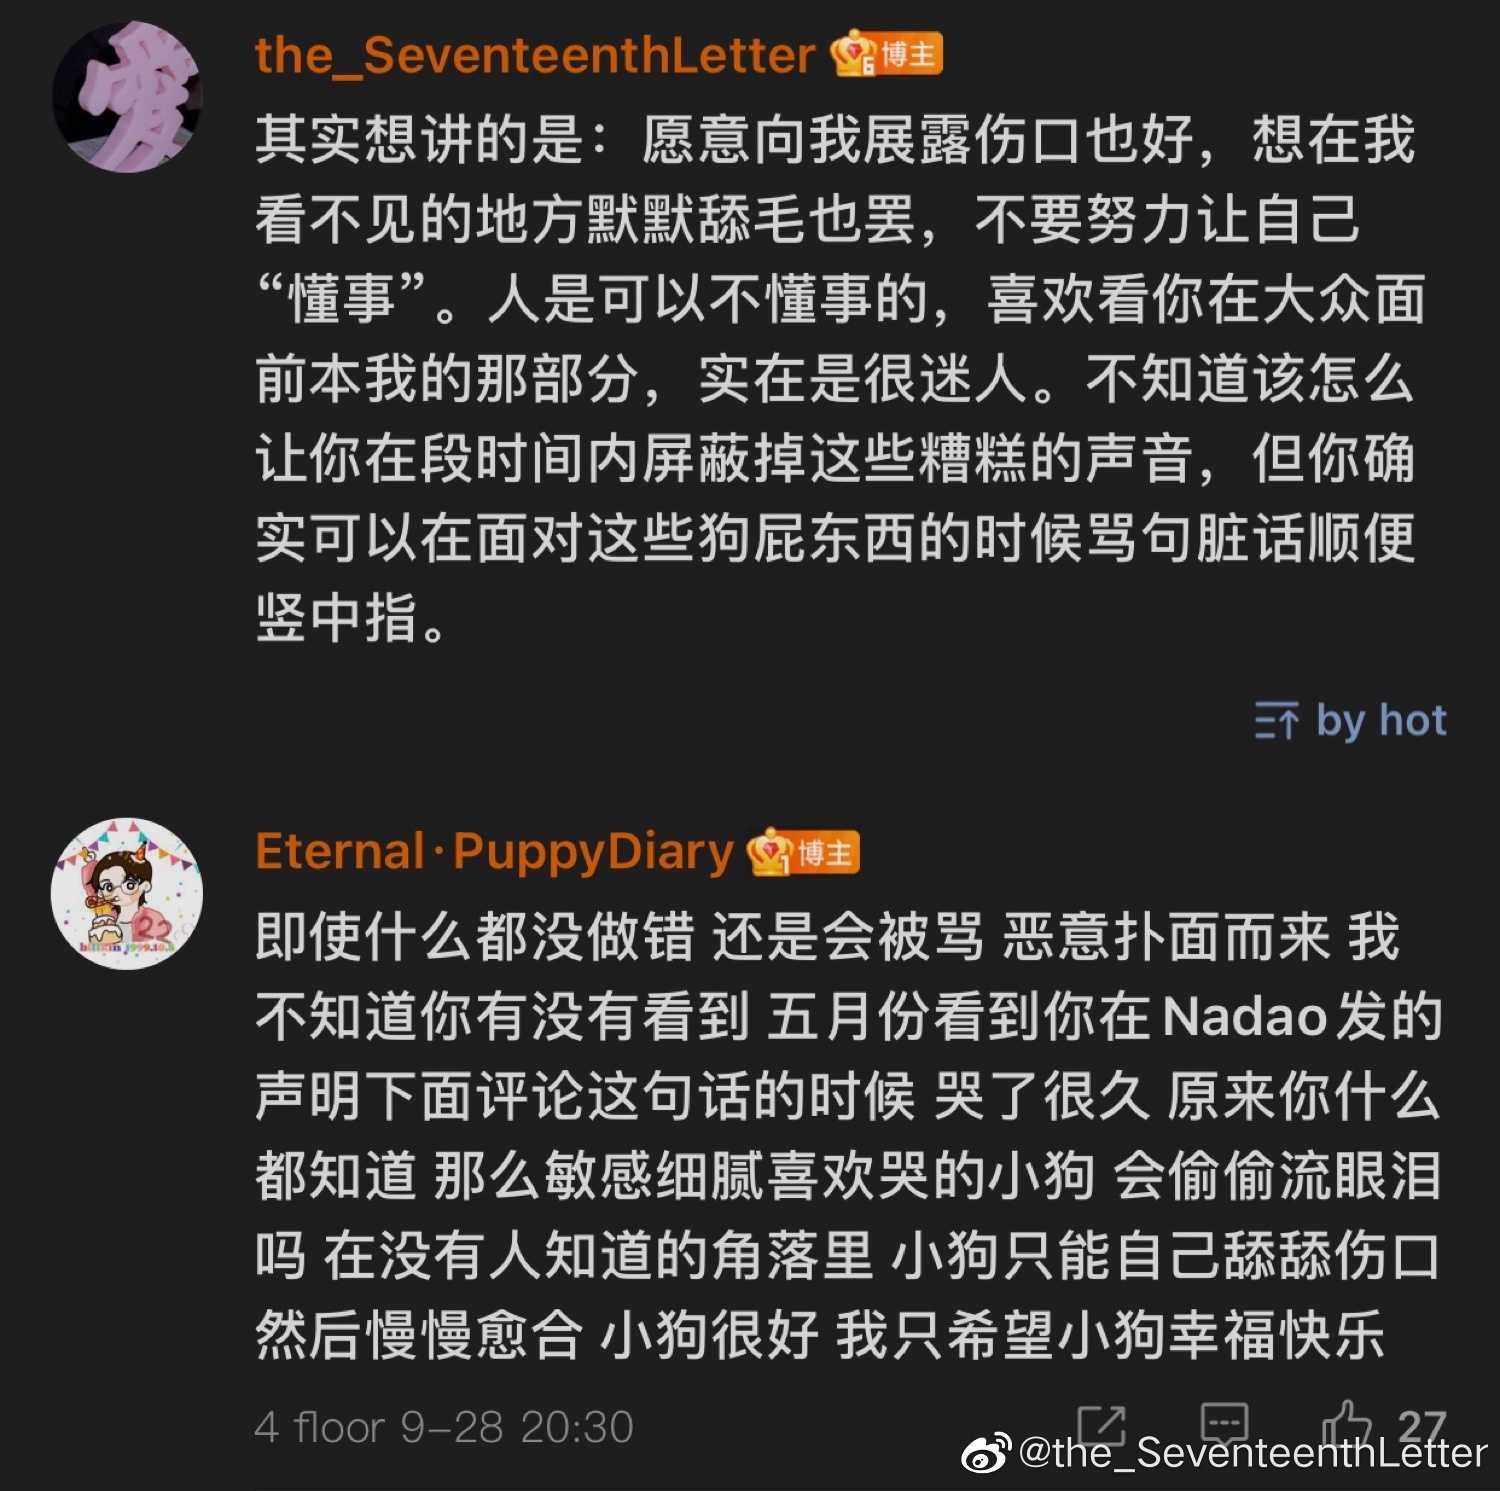 the_SeventeenthLetter 6 博主
其实想讲的是：愿意向我展露伤口也好，想在我
看不见的地方默默舔毛也罢，不要努力让自己
“懂事”。人是可以不懂事的，喜欢看你在大众面
前本我的那部分，实在是很迷人。不知道该怎么
让你在段时间内屏蔽掉这些糟糕的声音，但你确
实可以在面对这些狗屁东西的时候骂句脏话顺便
竖中指。
by hot
Eternal·PuppyDiary 1 博主
22
billkin 1999.10.8
即使什么都没做错 还是会被骂 恶意扑面而来 我
不知道你有没有看到 五月份看到你在Nadao发的
声明下面评论这句话的时候 哭了很久 原来你什么
都知道 那么敏感细腻喜欢哭的小狗 会偷偷流眼泪
吗 在没有人知道的角落里 小狗只能自己舔舔伤口
然后慢慢愈合 小狗很好 我只希望小狗幸福快乐
4 floor 9-28 20:30
27
@the_SeventeenthLetter